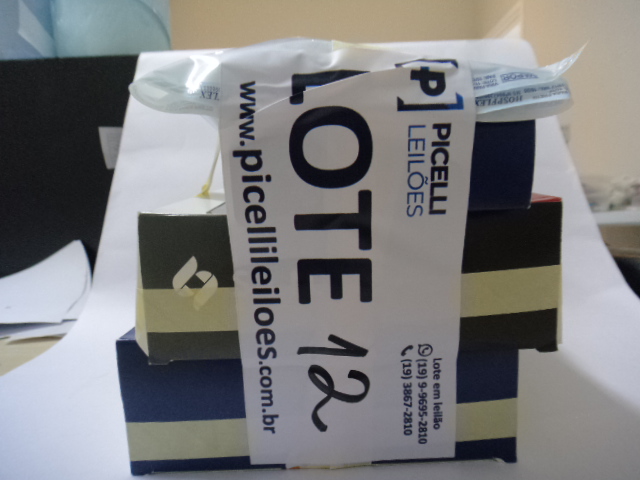 PICELLI
LEILÕES
LOTE 12
Lote em leilão
(19) 9-9695-2810
(19) 3867-2810
www.picellileiloes.com.br